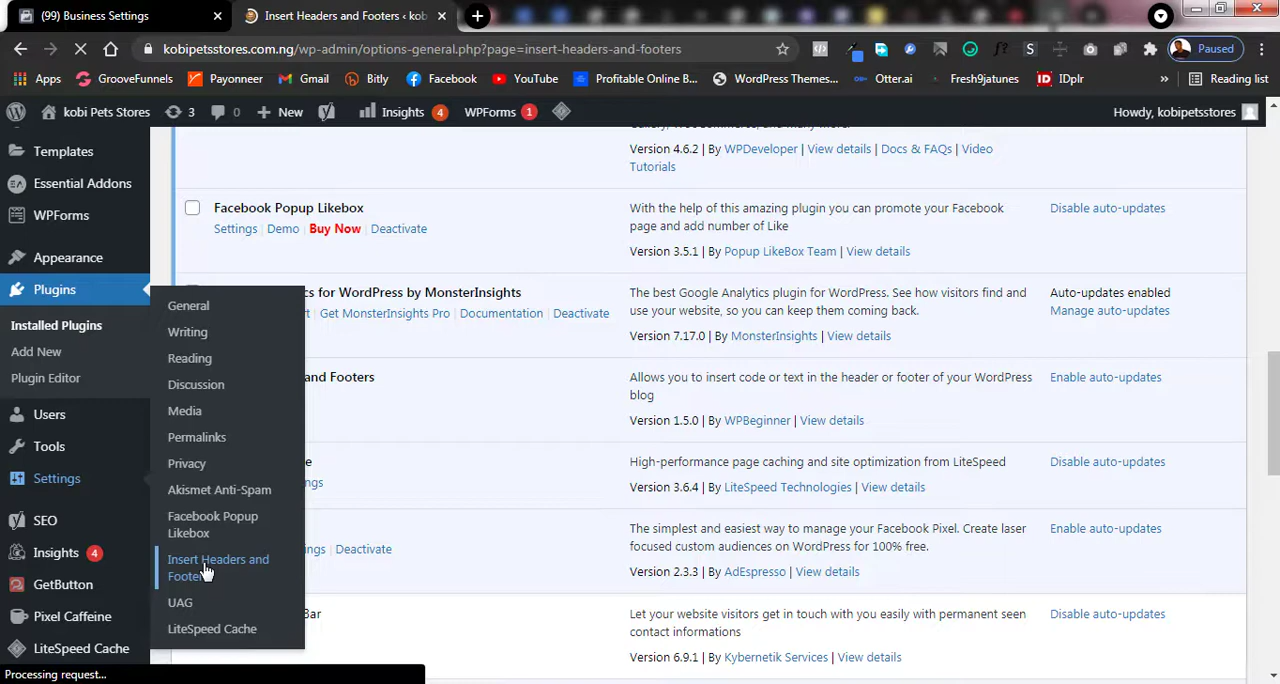 (99) Business Settings
Insert Headers and Footers ‹ kob
kobipetsstores.com.ng/wp-admin/options-general.php?page=insert-headers-and-footers
Paused
Apps
GrooveFunnels
Payonneer
Gmail
Bitly
Facebook
YouTube
Profitable Online B...
WordPress Themes...
Otter.ai
Fresh9jatunes
IDplr
»
Reading list
kobi Pets Stores
3
0
New
Insights 4
WPForms 1
Howdy, kobipetsstores
Templates
Essential Addons
WPForms
Appearance
Plugins
Installed Plugins
Add New
Plugin Editor
Users
Tools
Settings
SEO
Insights 4
GetButton
Pixel Caffeine
LiteSpeed Cache
Processing request...
General
Writing
Reading
Discussion
Media
Permalinks
Privacy
Akismet Anti-Spam
Facebook Popup
Likebox
Insert Headers and
Footers
UAG
LiteSpeed Cache
Version 4.6.2 | By WPDeveloper | View details | Docs & FAQs | Video
Tutorials
Facebook Popup Likebox
Settings | Demo | Buy Now | Deactivate
With the help of this amazing plugin you can promote your Facebook
page and add number of Like
Version 3.5.1 | By Popup LikeBox Team | View details
Disable auto-updates
cs for WordPress by MonsterInsights
rt | Get MonsterInsights Pro | Documentation | Deactivate
The best Google Analytics plugin for WordPress. See how visitors find and
use your website, so you can keep them coming back.
Version 7.17.0 | By MonsterInsights | View details
Auto-updates enabled
Manage auto-updates
and Footers
Allows you to insert code or text in the header or footer of your WordPress
blog
Version 1.5.0 | By WPBeginner | View details
Enable auto-updates
e
ngs
High-performance page caching and site optimization from LiteSpeed
Version 3.6.4 | By LiteSpeed Technologies | View details
Disable auto-updates
ings | Deactivate
The simplest and easiest way to manage your Facebook Pixel. Create laser
focused custom audiences on WordPress for 100% free.
Version 2.3.3 | By AdEspresso | View details
Enable auto-updates
Bar
Let your website visitors get in touch with you easily with permanent seen
contact informations
Version 6.9.1 | By Kybernetik Services | View details
Disable auto-updates